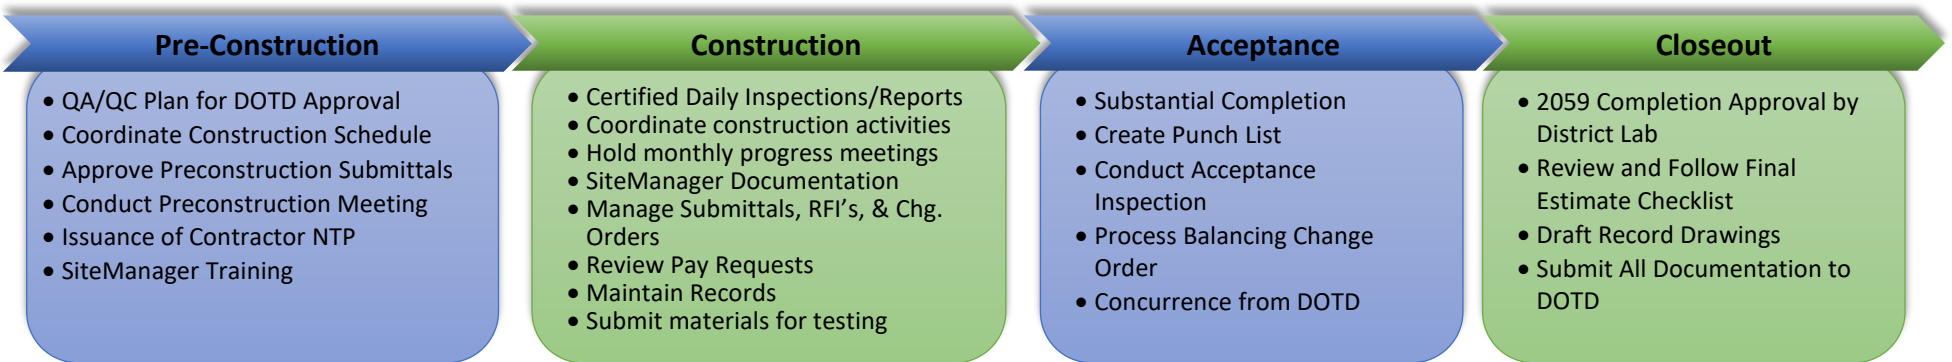 Pre-Construction
• QA/QC Plan for DOTD Approval
• Coordinate Construction Schedule
• Approve Preconstruction Submittals
• Conduct Preconstruction Meeting
• Issuance of Contractor NTP
• SiteManager Training
Construction
• Certified Daily Inspections/Reports
• Coordinate construction activities
• Hold monthly progress meetings
• SiteManager Documentation
• Manage Submittals, RFI’s, & Chg.
Orders
• Review Pay Requests
• Maintain Records
• Submit materials for testing
Acceptance
• Substantial Completion
• Create Punch List
• Conduct Acceptance
Inspection
• Process Balancing Change
Order
• Concurrence from DOTD
Closeout
• 2059 Completion Approval by
District Lab
• Review and Follow Final
Estimate Checklist
• Draft Record Drawings
• Submit All Documentation to
DOTD